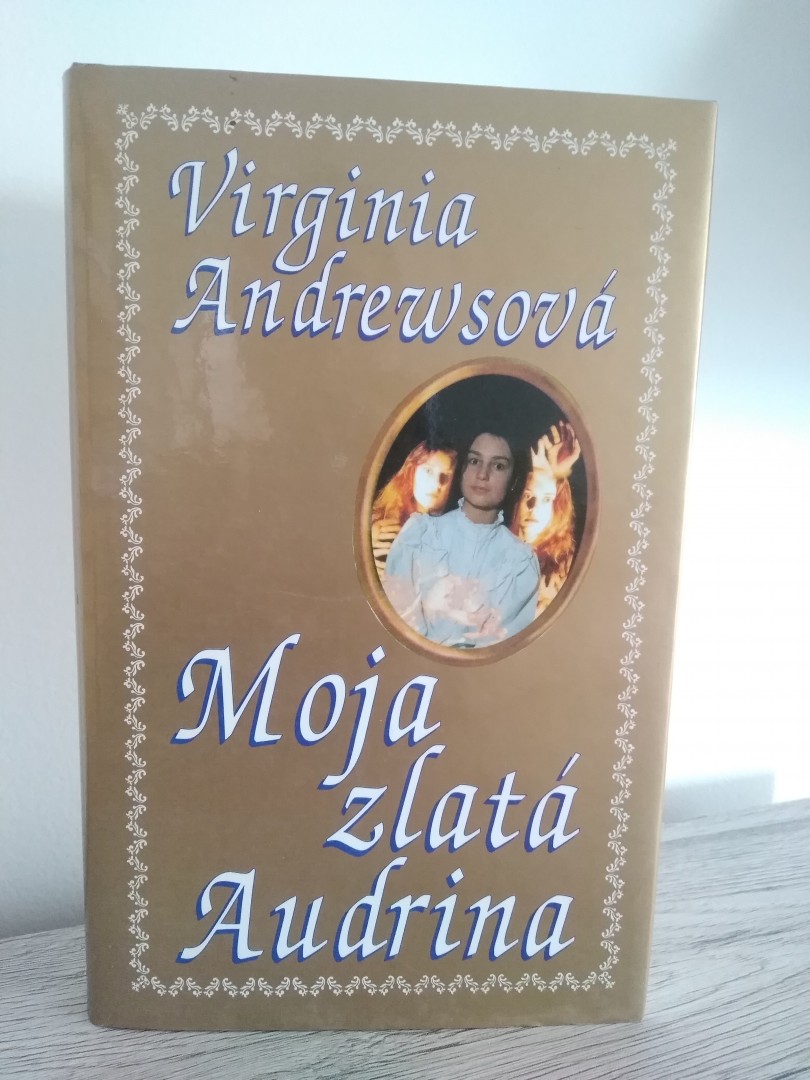 Virginia
Andrewsová
Moja
zlatá
Audrina